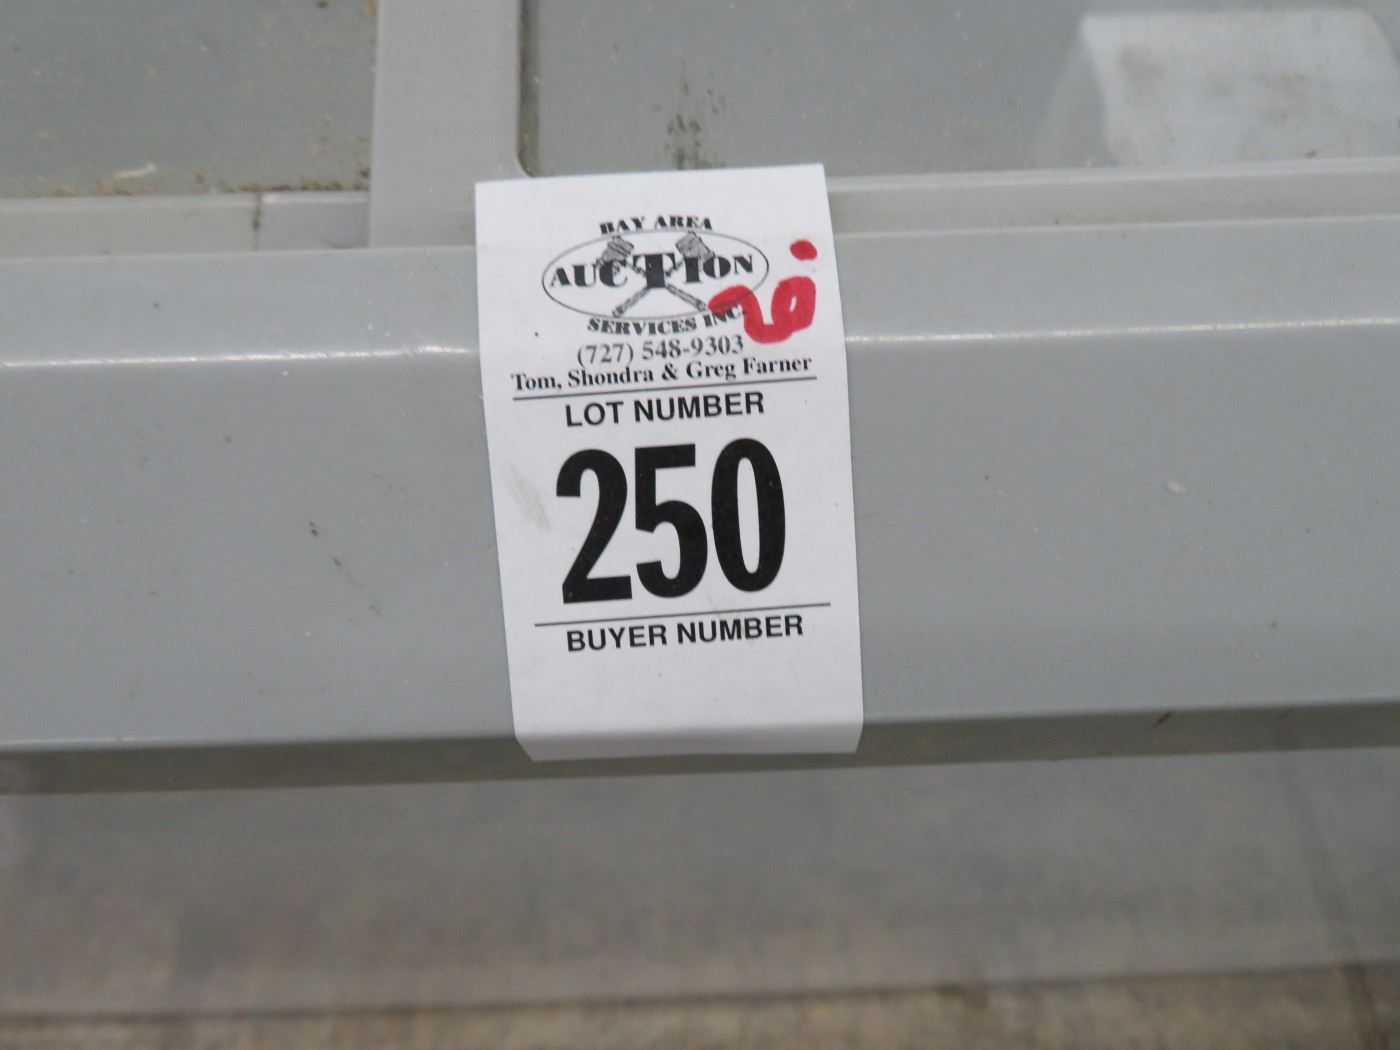 BAY AREA
AUCTION
SERVICES INC.
(727) 548-9303
Tom, Shondra & Greg Farner
LOT NUMBER
250
BUYER NUMBER